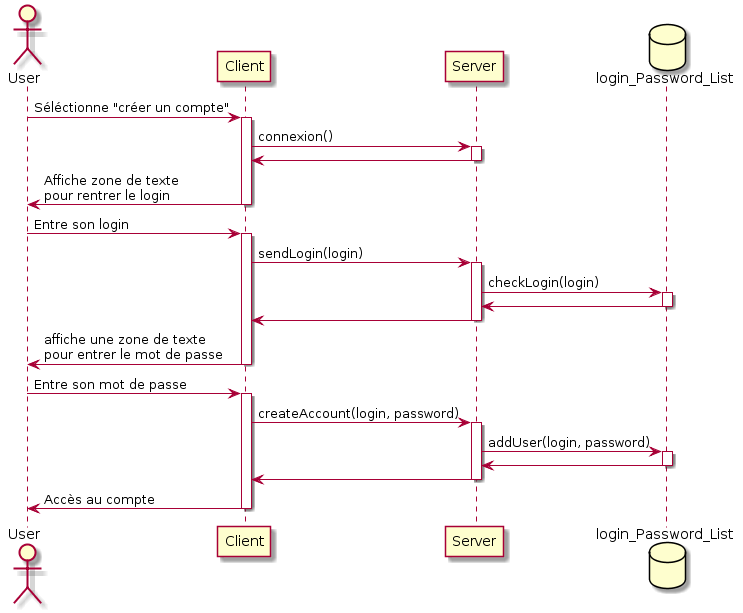 User
Client
Server
login_Password_List
Séléctionne "créer un compte"
connexion()
Affiche zone de texte
pour rentrer le login
Entre son login
sendLogin(login)
checkLogin(login)
affiche une zone de texte
pour entrer le mot de passe
Entre son mot de passe
createAccount(login, password)
addUser(login, password)
Accès au compte
User
Client
Server
login_Password_List